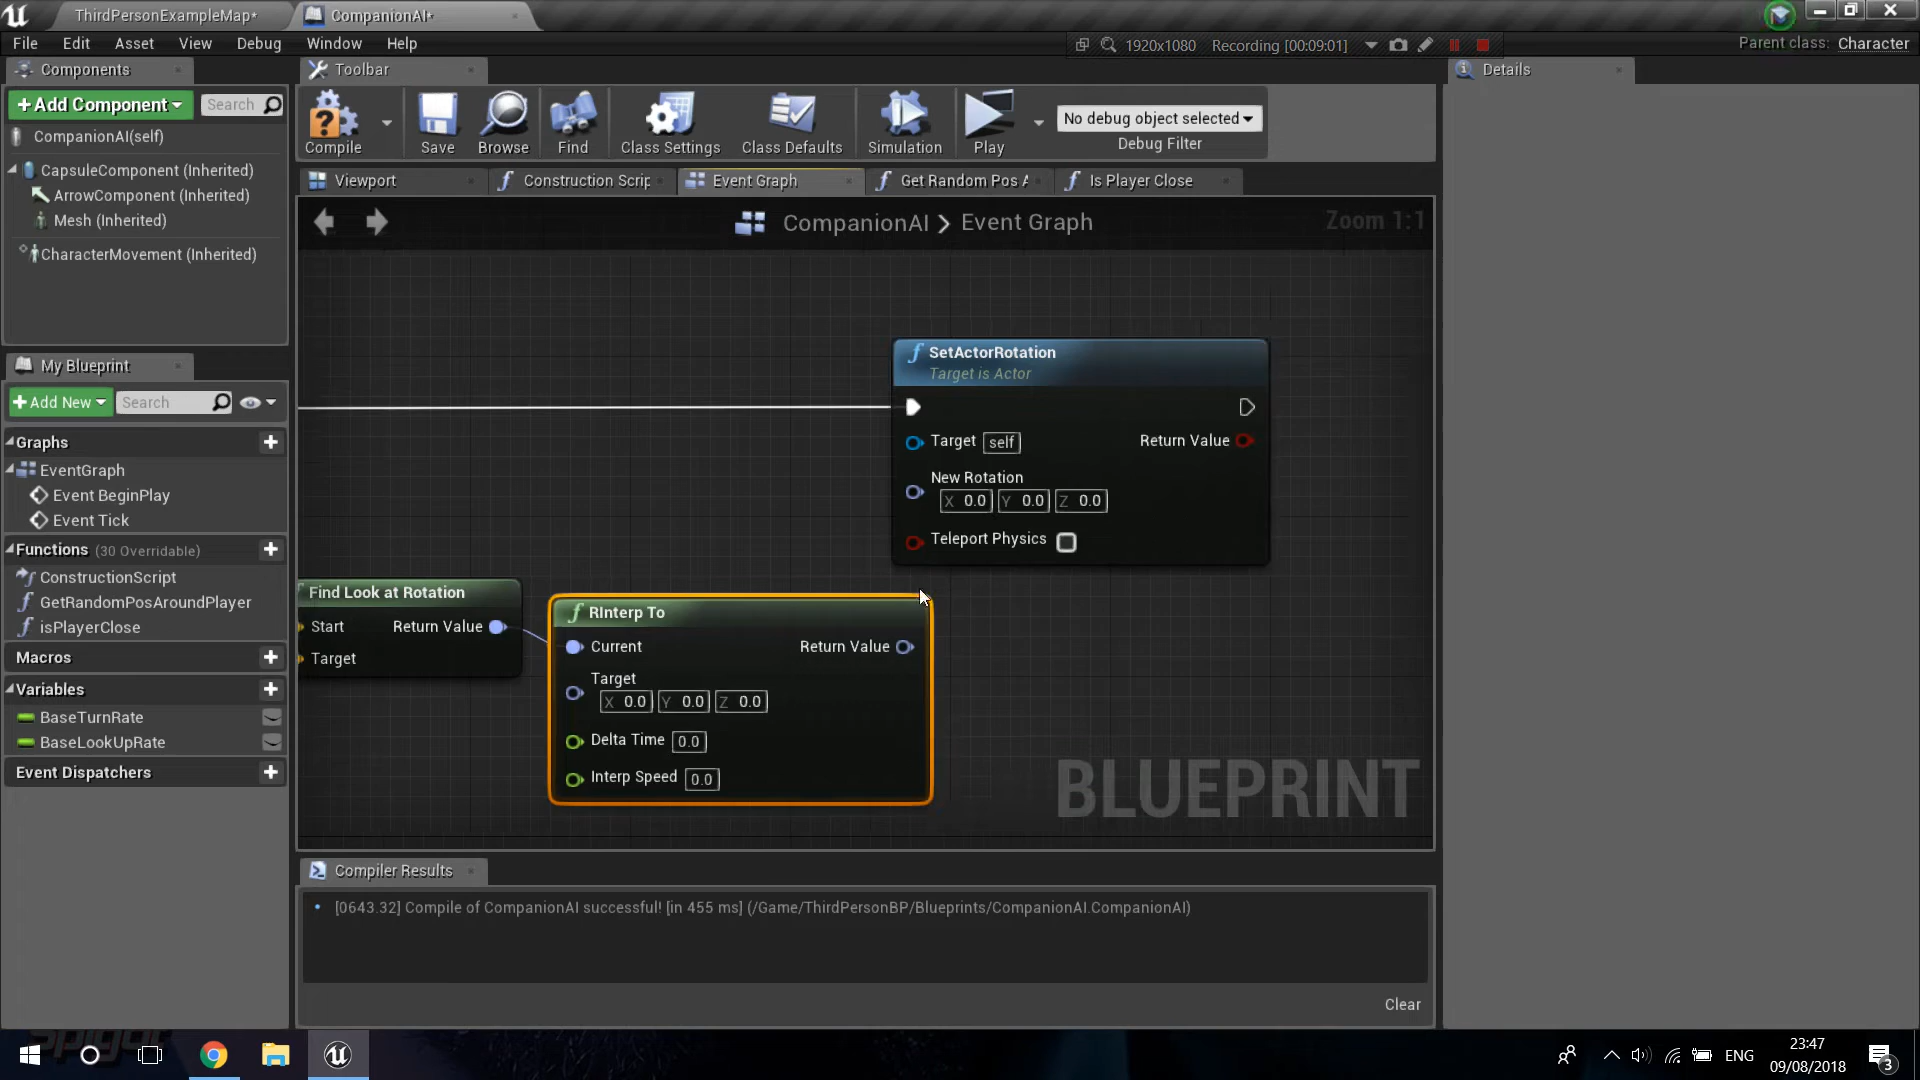 ThirdPersonExampleMap*
CompanionAI*
File Edit Asset View Debug Window Help
1920x1080 Recording [00:09:01]
Parent class: Character
Components
Toolbar
Details
+Add Component
Search
CompanionAI(self)
CapsuleComponent (Inherited)
ArrowComponent (Inherited)
Mesh (Inherited)
CharacterMovement (Inherited)
Compile
Save
Browse
Find
Class Settings
Class Defaults
Simulation
Play
No debug object selected
Debug Filter
Viewport
Construction Scrip
Event Graph
Get Random Pos A
Is Player Close
CompanionAI > Event Graph
Zoom 1:1
My Blueprint
+Add New
Search
Graphs
EventGraph
Event BeginPlay
Event Tick
Functions (30 Overridable)
ConstructionScript
GetRandomPosAroundPlayer
isPlayerClose
Macros
Variables
BaseTurnRate
BaseLookUpRate
Event Dispatchers
SetActorRotation
Target is Actor
Target self
Return Value
New Rotation
X 0.0 Y 0.0 Z 0.0
Teleport Physics
Find Look at Rotation
Start Return Value
Target
RInterp To
Current Return Value
Target
X 0.0 Y 0.0 Z 0.0
Delta Time 0.0
Interp Speed 0.0
BLUEPRINT
Compiler Results
[0643.32] Compile of CompanionAI successful! [in 455 ms] (/Game/ThirdPersonBP/Blueprints/CompanionAI.CompanionAI)
Clear
ENG
23:47
09/08/2018
3